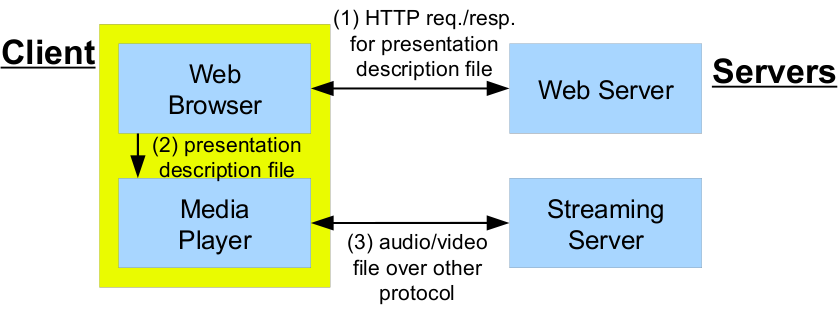 Client
Web
Browser
(1) HTTP req./resp.
for presentation
description file
Web Server
Servers
(2) presentation
description file
Media
Player
(3) audio/video
file over other
protocol
Streaming
Server